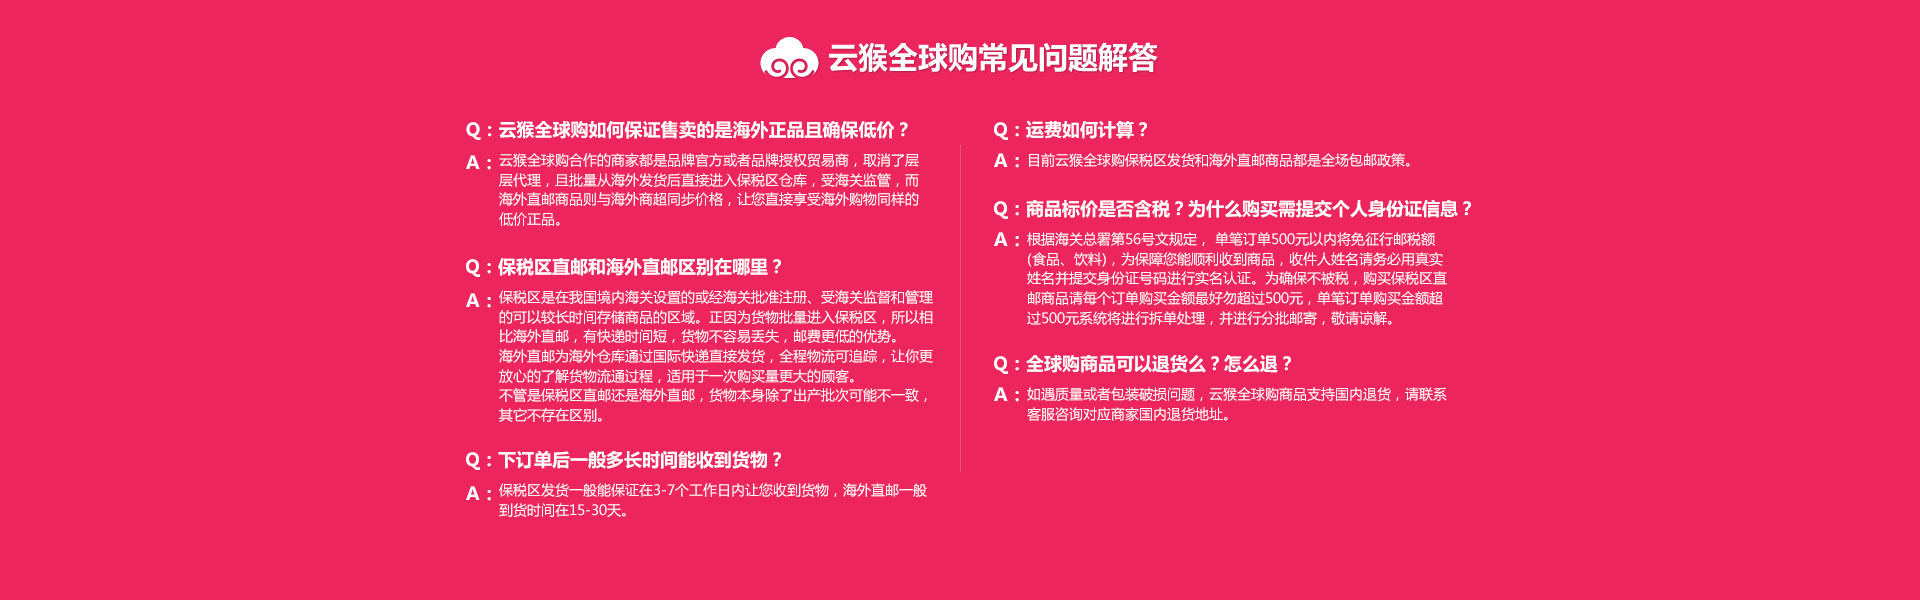 云猴全球购常见问题解答
Q：云猴全球购如何保证售卖的是海外正品且确保低价？
A：云猴全球购合作的商家都是品牌官方或者品牌授权贸易商，取消了层
层代理，且批量从海外发货后直接进入保税区仓库，受海关监管，而
海外直邮商品则与海外商超同步价格，让您直接享受海外购物同样的
低价正品。
Q：保税区直邮和海外直邮区别在哪里？
A：保税区是在我国境内海关设置的或经海关批准注册、受海关监督和管理
的可以较长时间存储商品的区域。正因为货物批量进入保税区，所以相
比海外直邮，有快递时间短，货物不容易丢失，邮费更低的优势。
海外直邮为海外仓库通过国际快递直接发货，全程物流可追踪，让你更
放心的了解货物流通过程，适用于一次购买量更大的顾客。
不管是保税区直邮还是海外直邮，货物本身除了出产批次可能不一致，
其它不存在区别。
Q：下订单后一般多长时间能收到货物？
A：保税区发货一般能保证在3-7个工作日内让您收到货物，海外直邮一般
到货时间在15-30天。
Q：运费如何计算？
A：目前云猴全球购保税区发货和海外直邮商品都是全场包邮政策。
Q：商品标价是否含税？为什么购买需提交个人身份证信息？
A：根据海关总署第56号文规定， 单笔订单500元以内将免征行邮税额
(食品、饮料)，为保障您能顺利收到商品，收件人姓名请务必用真实
姓名并提交身份证号码进行实名认证。为确保不被税，购买保税区直
邮商品请每个订单购买金额最好勿超过500元，单笔订单购买金额超
过500元系统将进行拆单处理，并进行分批邮寄，敬请谅解。
Q：全球购商品可以退货么？怎么退？
A：如遇质量或者包装破损问题，云猴全球购商品支持国内退货，请联系
客服咨询对应商家国内退货地址。